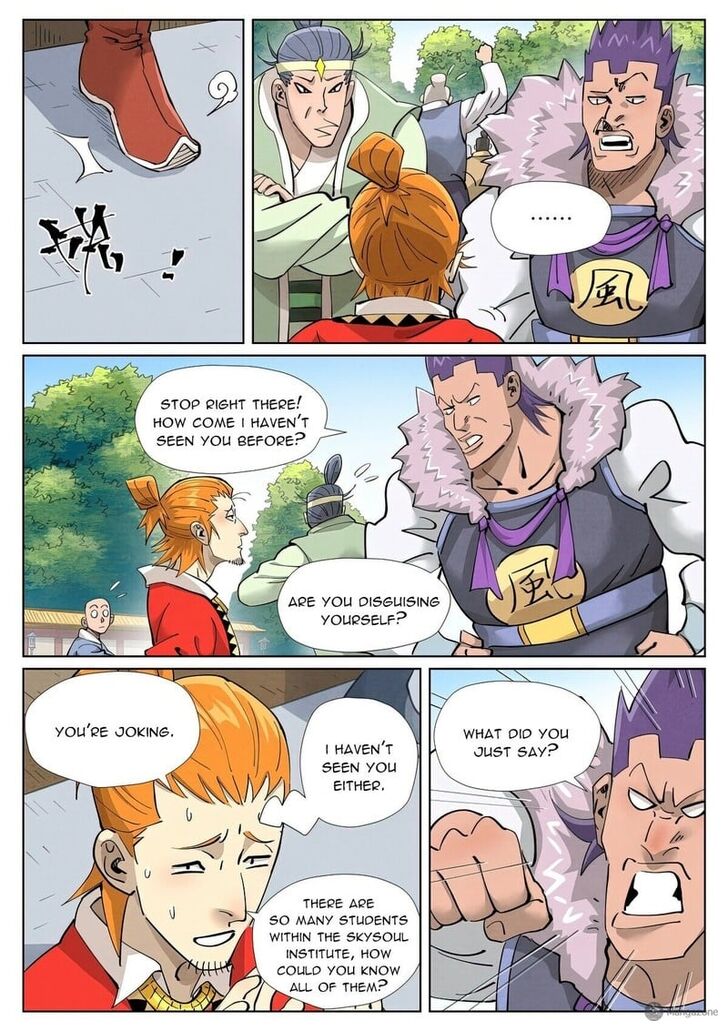 ......
風
STOP RIGHT THERE!
HOW COME I HAVEN'T
SEEN YOU BEFORE?
ARE YOU DISGUISING
YOURSELF?
風
YOU'RE JOKING.
I HAVEN'T
SEEN YOU
EITHER.
THERE ARE
SO MANY STUDENTS
WITHIN THE SKYSOUL
INSTITUTE, HOW
COULD YOU KNOW
ALL OF THEM?
WHAT DID YOU
JUST SAY?
MangaZone